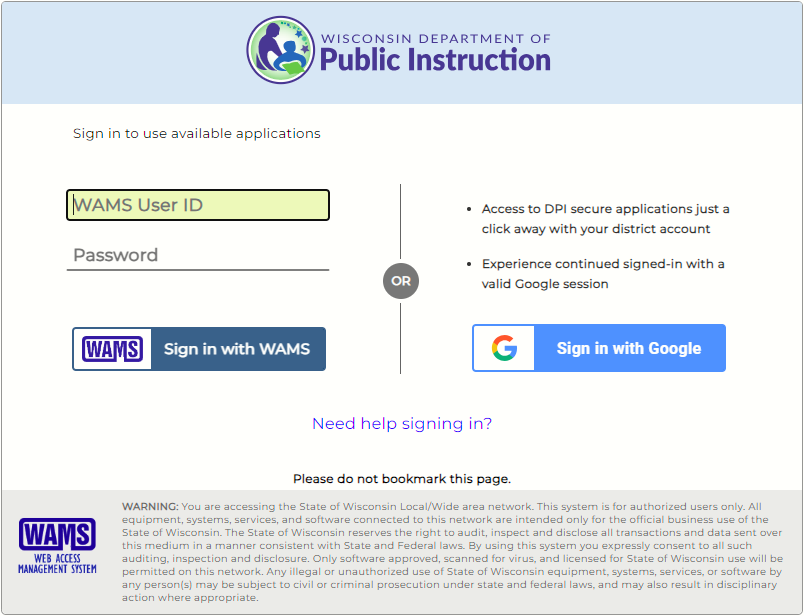 WISCONSIN DEPARTMENT OF
Public Instruction
Sign in to use available applications
WAMS User ID
Password
WAMS Sign in with WAMS
OR
• Access to DPI secure applications just a
click away with your district account
• Experience continued signed-in with a
valid Google session
G Sign in with Google
Need help signing in?
Please do not bookmark this page.
WAMS
WEB ACCESS
MANAGEMENT SYSTEM
WARNING: You are accessing the State of Wisconsin Local/Wide area network. This system is for authorized users only. All
equipment, systems, services, and software connected to this network are intended only for the official business use of the
State of Wisconsin. The State of Wisconsin reserves the right to audit, inspect and disclose all transactions and data sent over
this medium in a manner consistent with State and Federal laws. By using this system you expressly consent to all such
auditing, inspection and disclosure. Only software approved, scanned for virus, and licensed for State of Wisconsin use will be
permitted on this network. Any illegal or unauthorized use of State of Wisconsin equipment, systems, services, or software by
any person(s) may be subject to civil or criminal prosecution under state and federal laws, and may also result in disciplinary
action where appropriate.